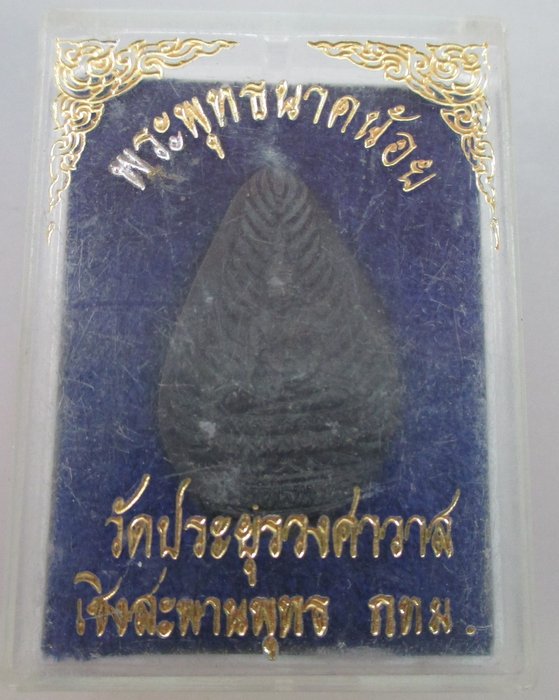 พระพุทธนาคน้อย
วัดประยุรวงศาวาส
เชิงสะพานพุทธ กทม.